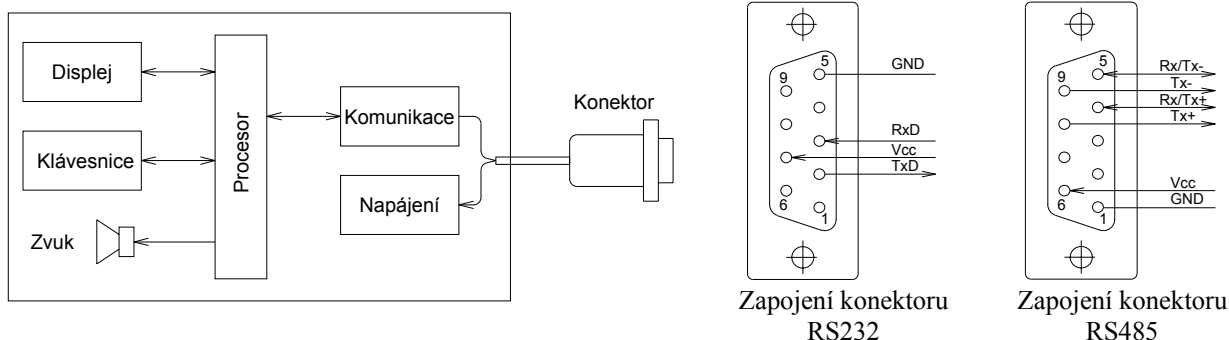 Displej
Klávesnice
Zvuk
Procesor
Komunikace
Napájení
Konektor
5
9
GND
RxD
Vcc
TxD
6
1
Zapojení konektoru
RS232
5
9
Rx/Tx-
Tx-
Rx/Tx+
Tx+
Vcc
GND
6
1
Zapojení konektoru
RS485